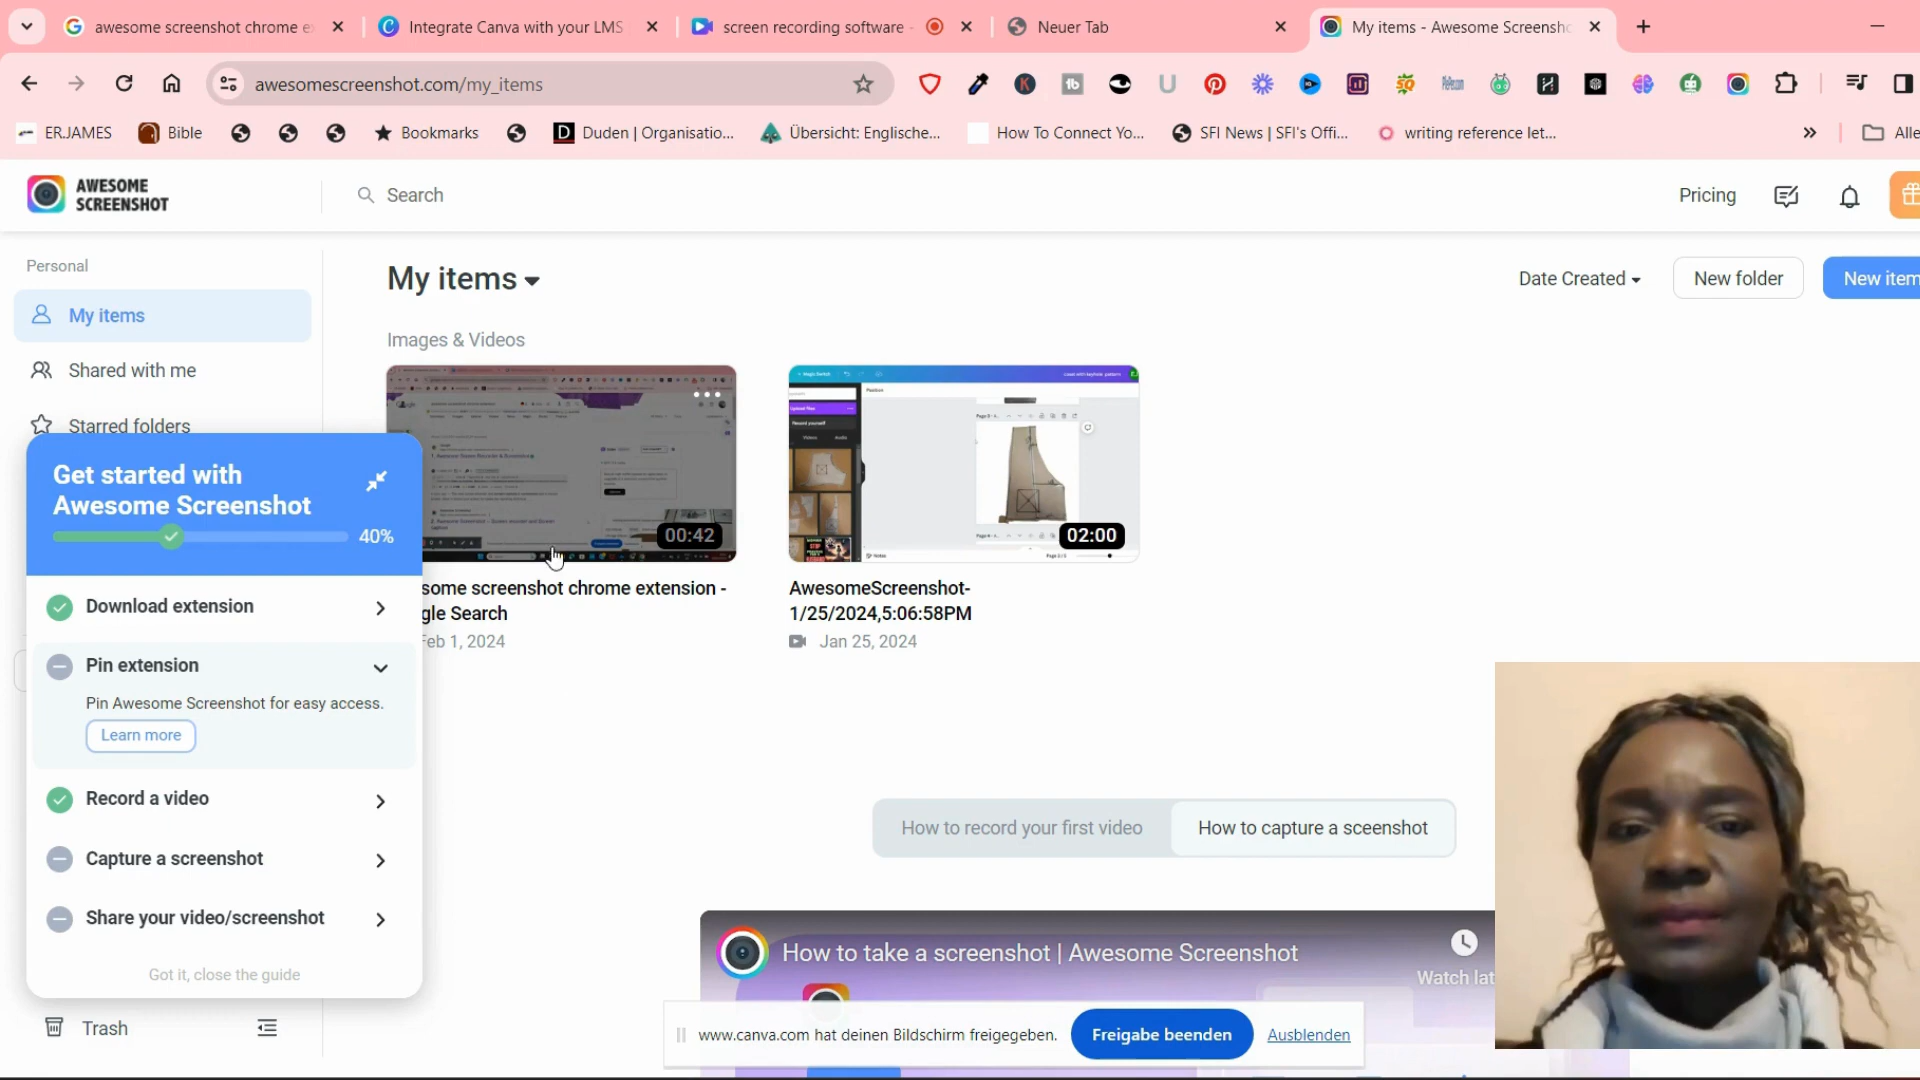 awesome screenshot chrome ex
Integrate Canva with your LMS
screen recording software -
Neuer Tab
My items - Awesome Screensho
awesomescreenshot.com/my_items
ER.JAMES
Bible
Bookmarks
Duden | Organisatio...
Übersicht: Englische...
How To Connect Yo...
SFI News | SFI's Offi...
writing reference let...
Alle
AWESOME
SCREENSHOT
Search
Pricing
Personal
My items
Date Created
New folder
New item
My items
Images & Videos
Shared with me
Starred folders
Get started with
Awesome Screenshot
40%
00:42
02:00
some screenshot chrome extension -
gle Search
Feb 1, 2024
AwesomeScreenshot-
1/25/2024,5:06:58PM
Jan 25, 2024
Download extension
Pin extension
Pin Awesome Screenshot for easy access.
Learn more
Record a video
Capture a screenshot
Share your video/screenshot
Got it, close the guide
Trash
How to record your first video
How to capture a sceenshot
How to take a screenshot | Awesome Screenshot
Watch lat
www.canva.com hat deinen Bildschirm freigegeben.
Freigabe beenden
Ausblenden